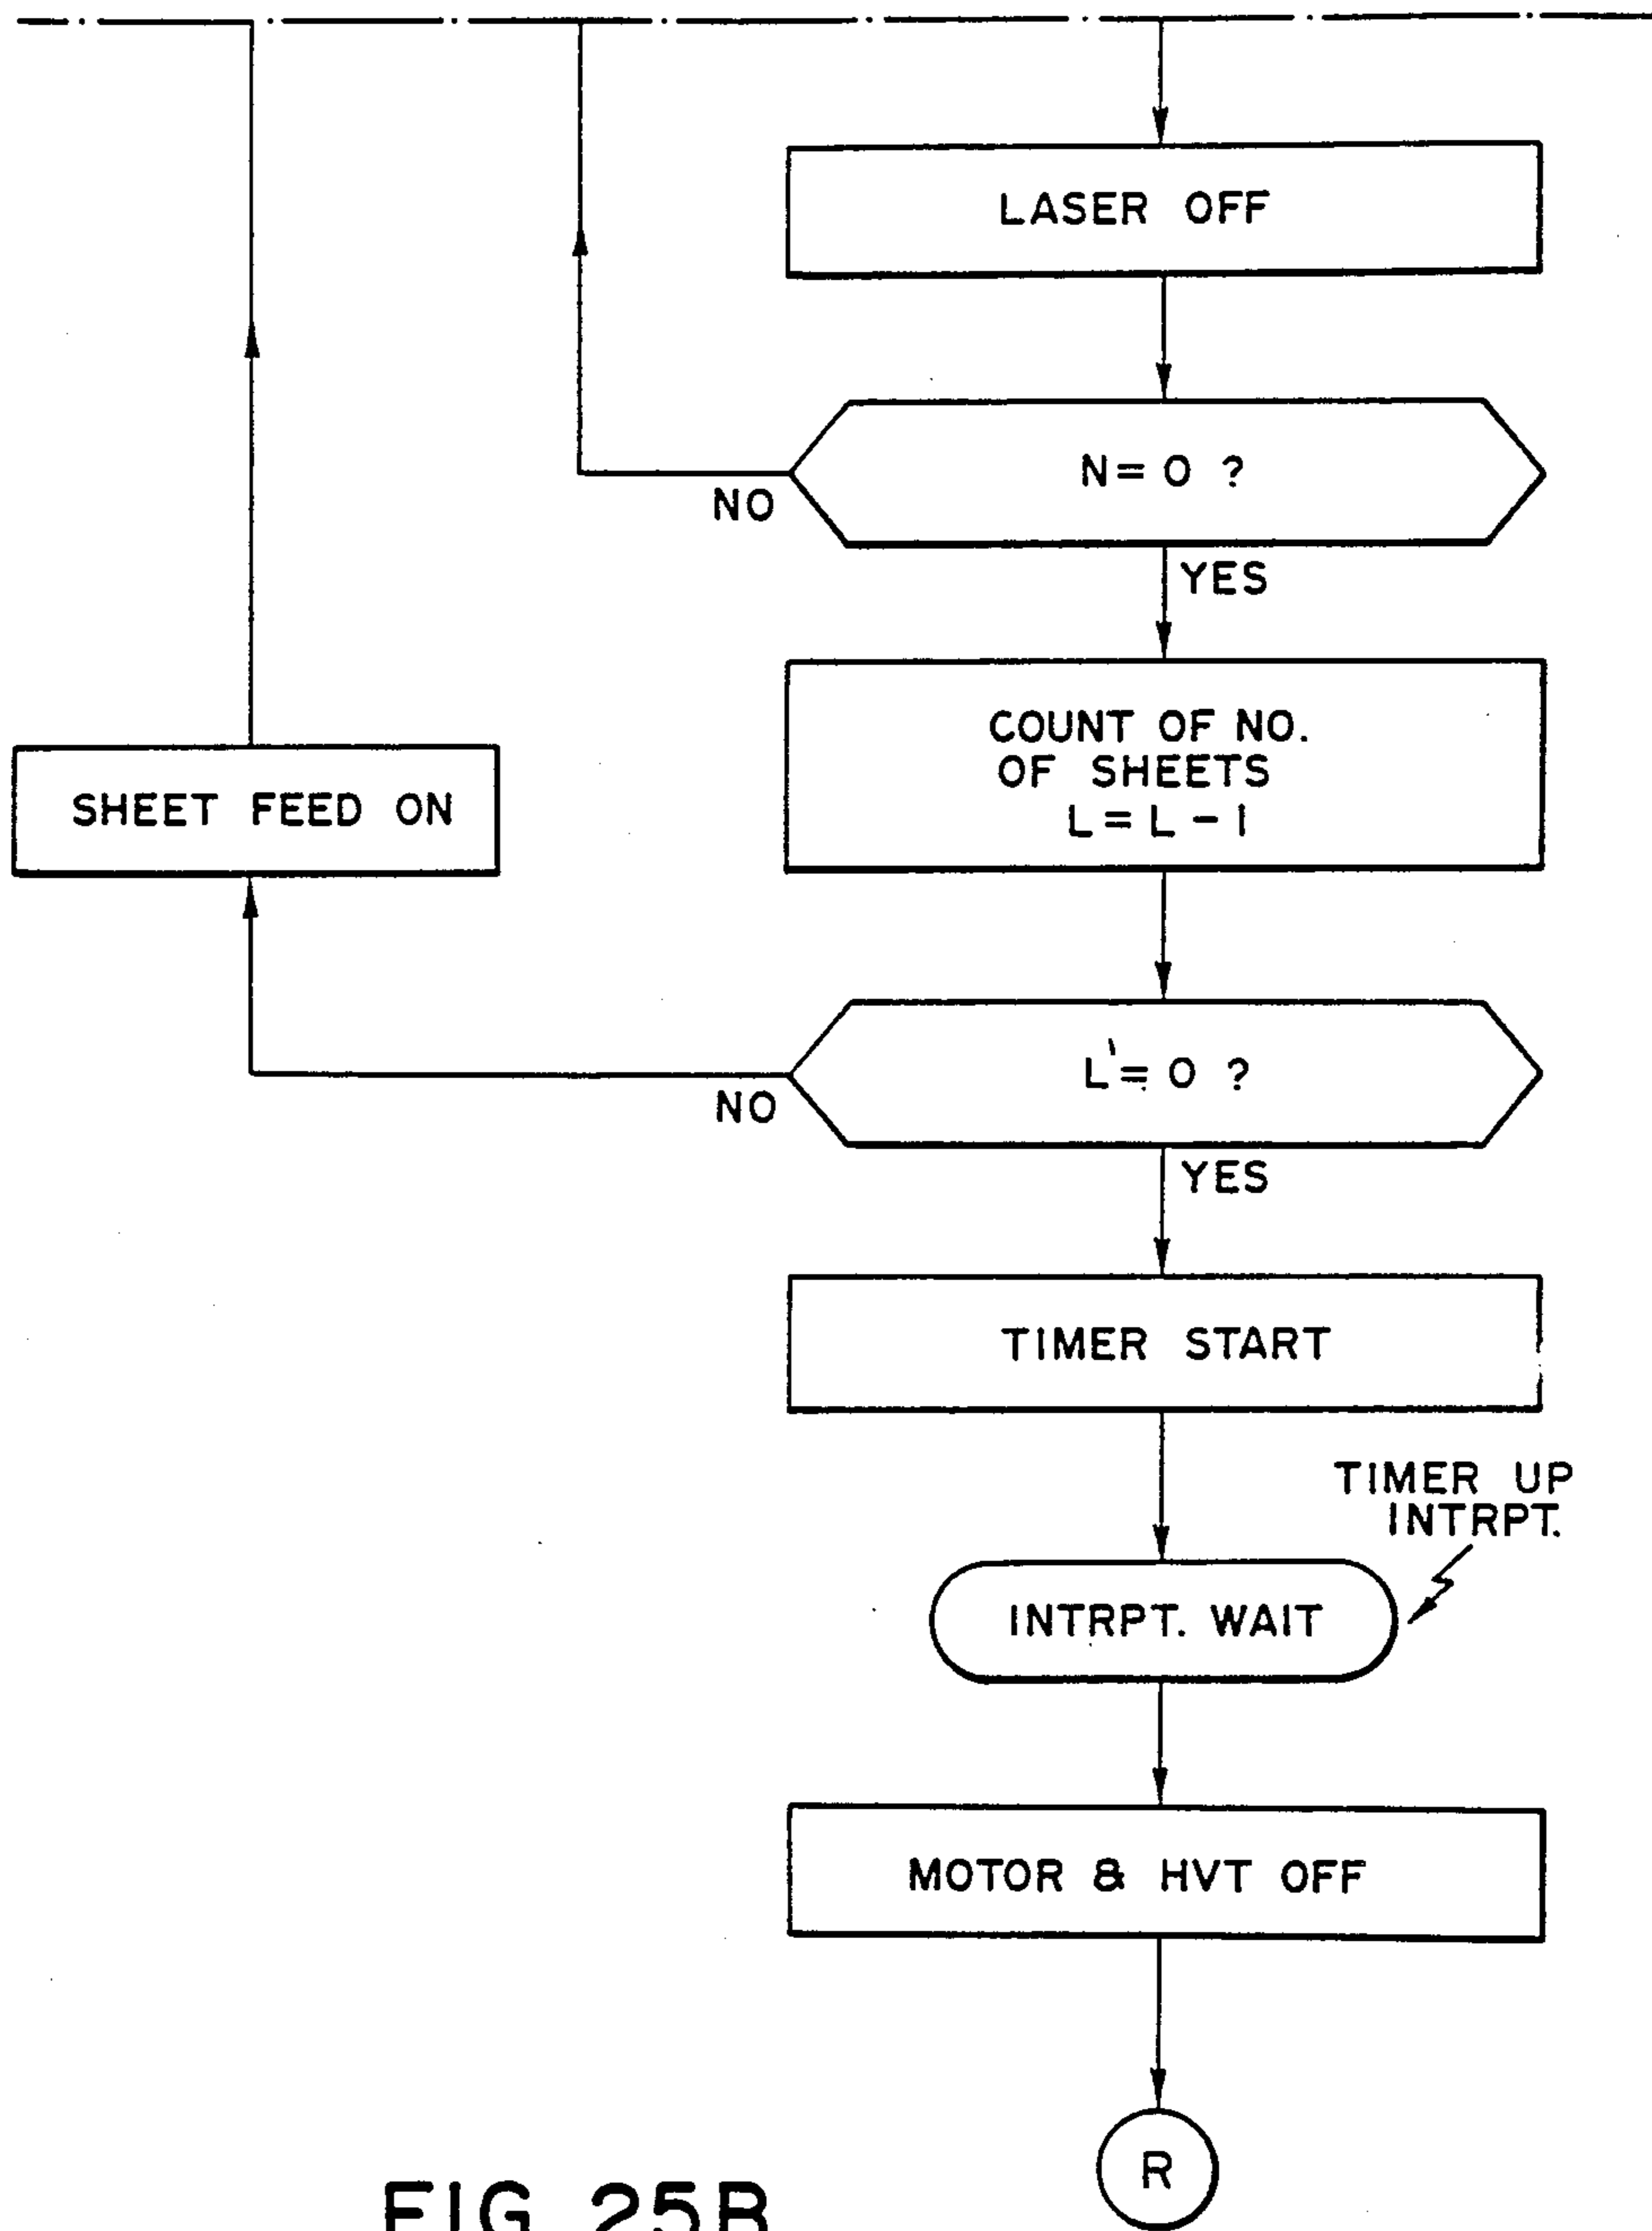 LASER OFF
N = 0 ?
NO
YES
COUNT OF NO.
OF SHEETS
L = L - 1
SHEET FEED ON
L = 0 ?
NO
YES
TIMER START
TIMER UP
INTRPT.
INTRPT. WAIT
MOTOR & HVT OFF
R
FIG. 25B